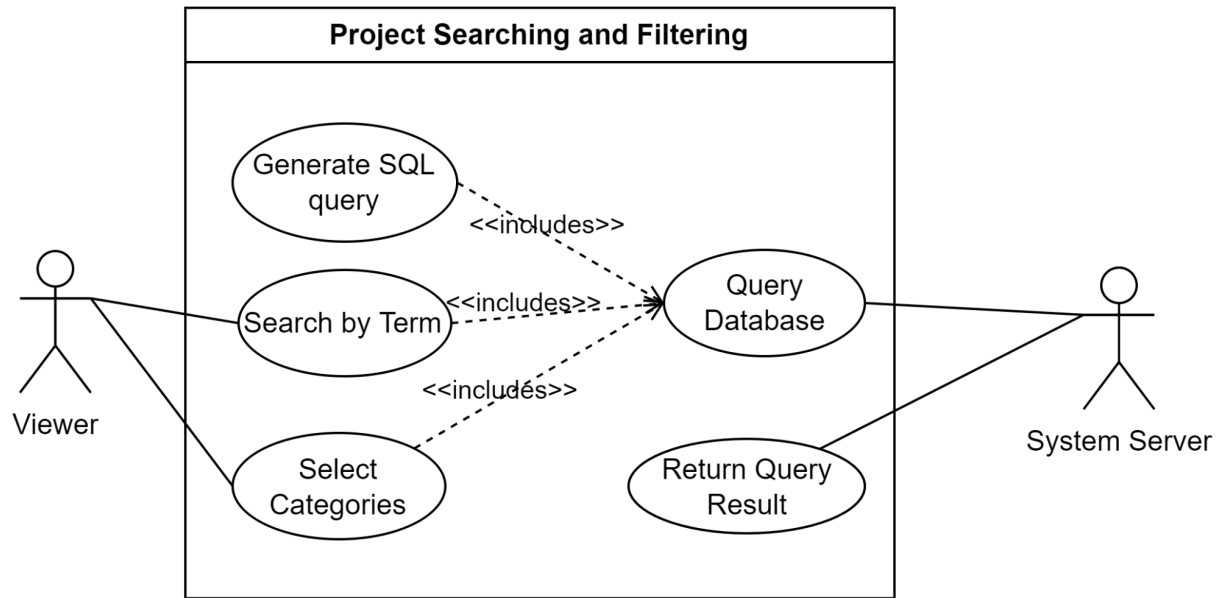 Project Searching and Filtering
Generate SQL
query
<<includes>>
Search by Term
<<includes>>
Query
Database
<<includes>>
Select
Categories
Return Query
Result
Viewer
System Server